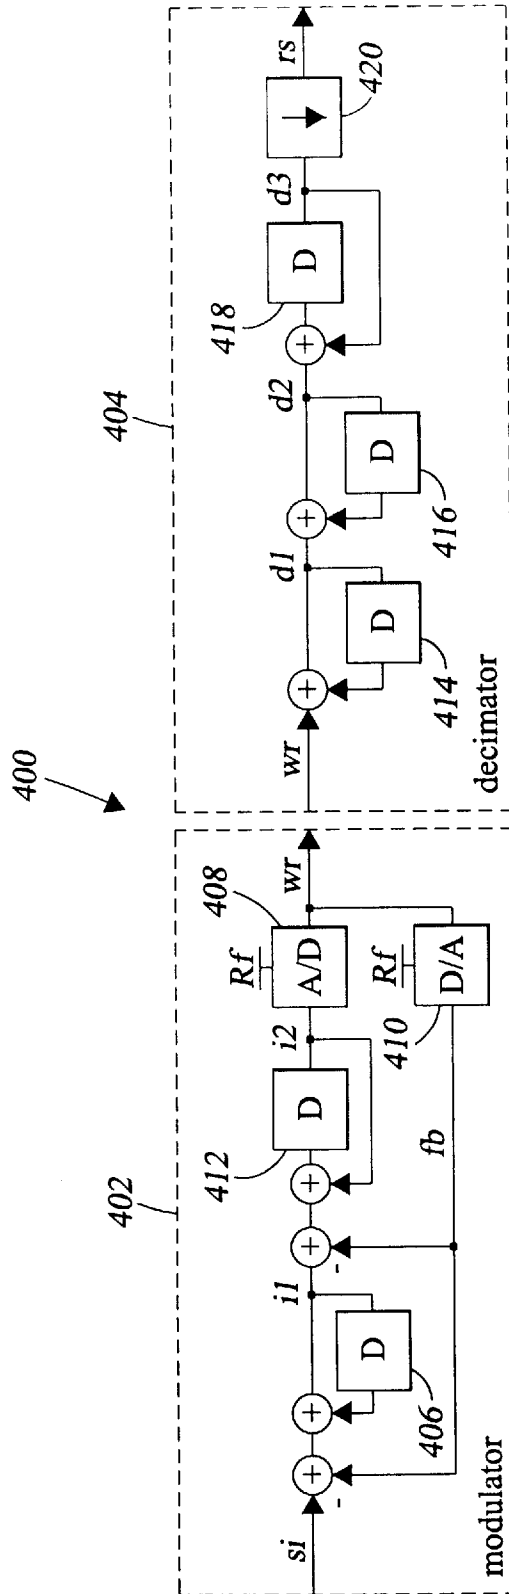 400
402
si
-
+
+
D
406
i1
-
+
+
412
D
i2
Rf
A/D
408
wr
Rf
D/A
410
fb
modulator
404
wr
+
D
414
d1
+
D
416
d2
+
418
D
d3
420
rs
decimator